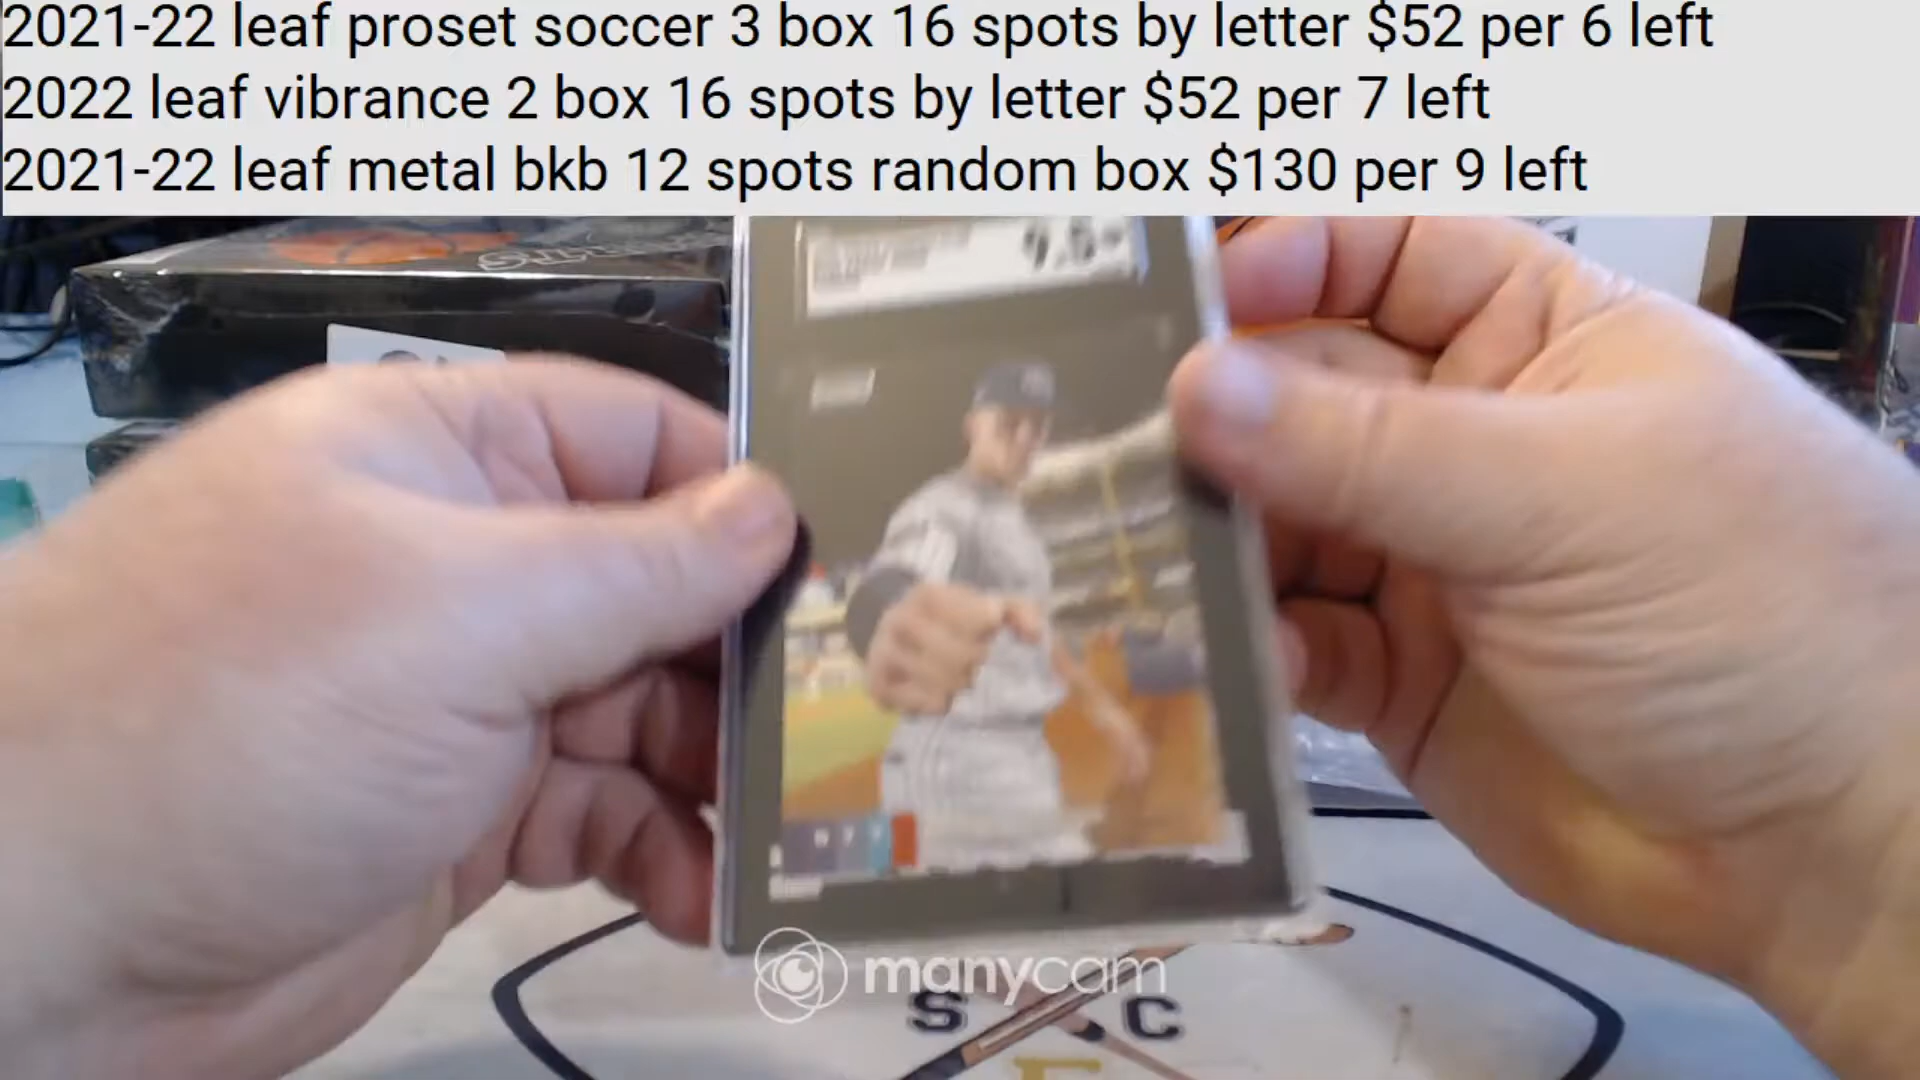 2021-22 leaf proset soccer 3 box 16 spots by letter $52 per 6 left
2022 leaf vibrance 2 box 16 spots by letter $52 per 7 left
2021-22 leaf metal bkb 12 spots random box $130 per 9 left
9.5
manycam
S C